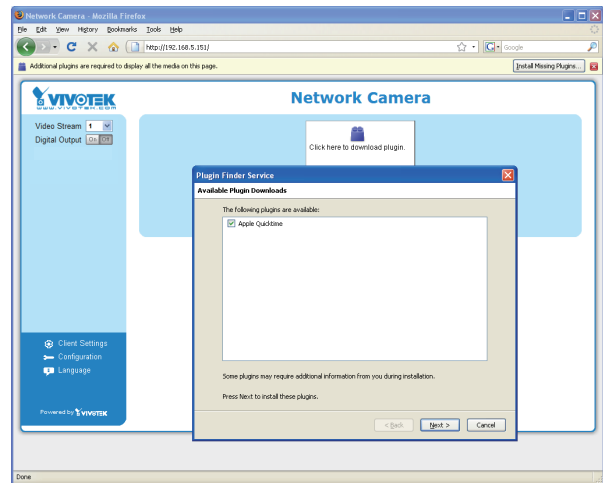 Network Camera - Mozilla Firefox
File Edit View History Bookmarks Tools Help
http://192.168.5.151/
Google
Additional plugins are required to display all the media on this page.
Install Missing Plugins...
VIVOTEK
www.vivotek.com
Network Camera
Video Stream 1
Digital Output On Off
Click here to download plugin.
Plugin Finder Service
Available Plugin Downloads
The following plugins are available:
Apple Quicktime
Client Settings
Configuration
Language
Some plugins may require additional information from you during installation.
Press Next to install these plugins.
Powered by VIVOTEK
< Back Next > Cancel
Done